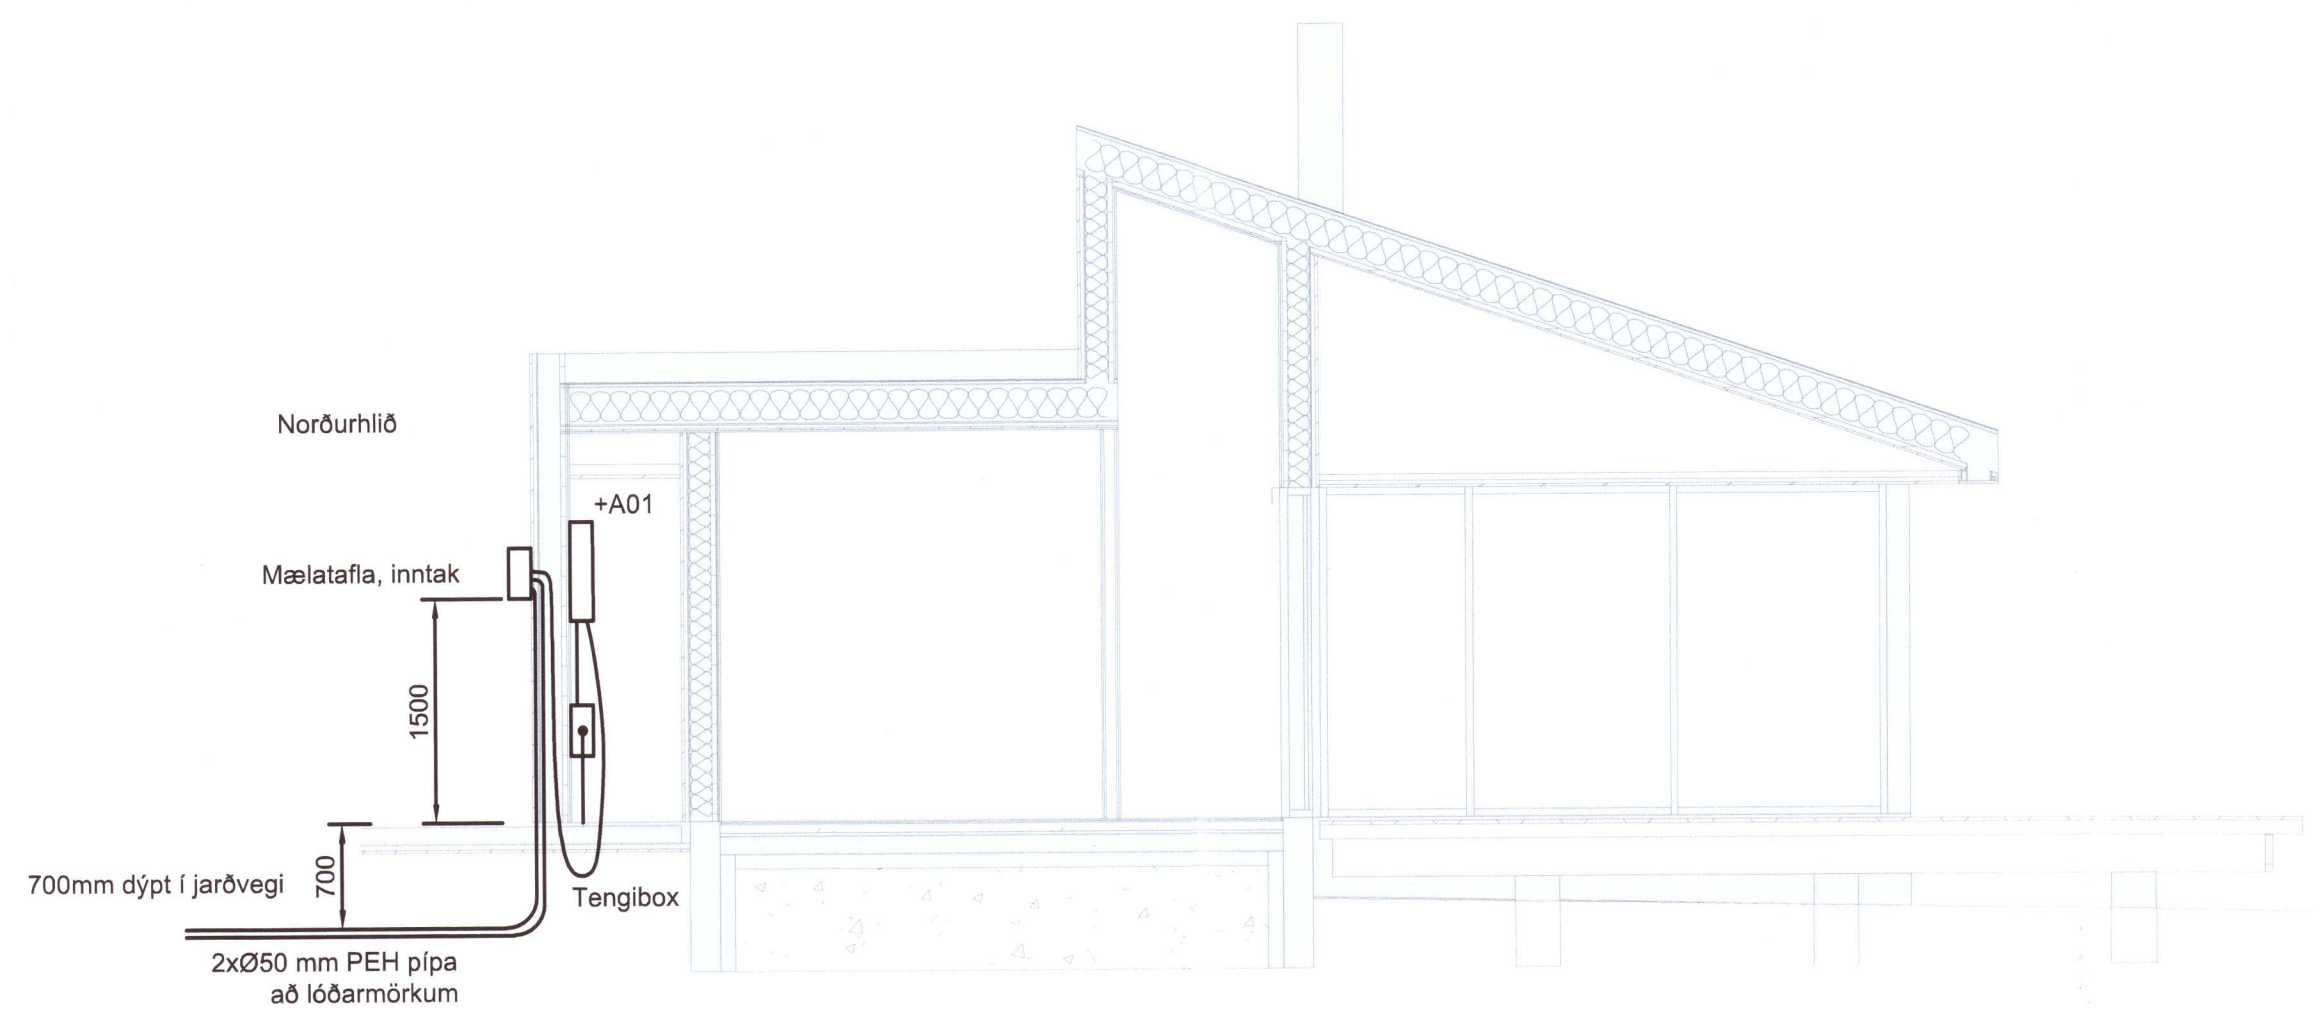 Norðurhlið
+A01
Mælatafla, inntak
1500
700mm dýpt í jarðvegi
700
Tengibox
2xØ50 mm PEH pípa
að lóðarmörkum